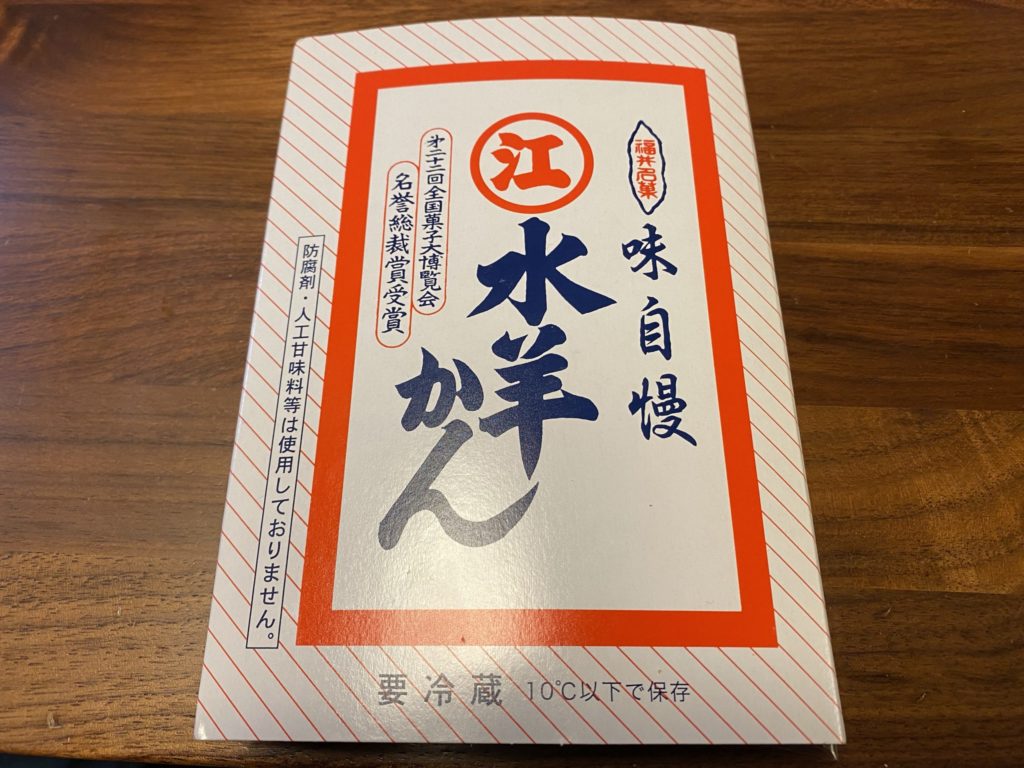 福井名菓
味自慢
江
水羊かん
第二十二回全国菓子大博覧会
名誉総裁賞受賞
防腐剤・人工甘味料等は使用しておりません。
要冷蔵 10℃以下で保存